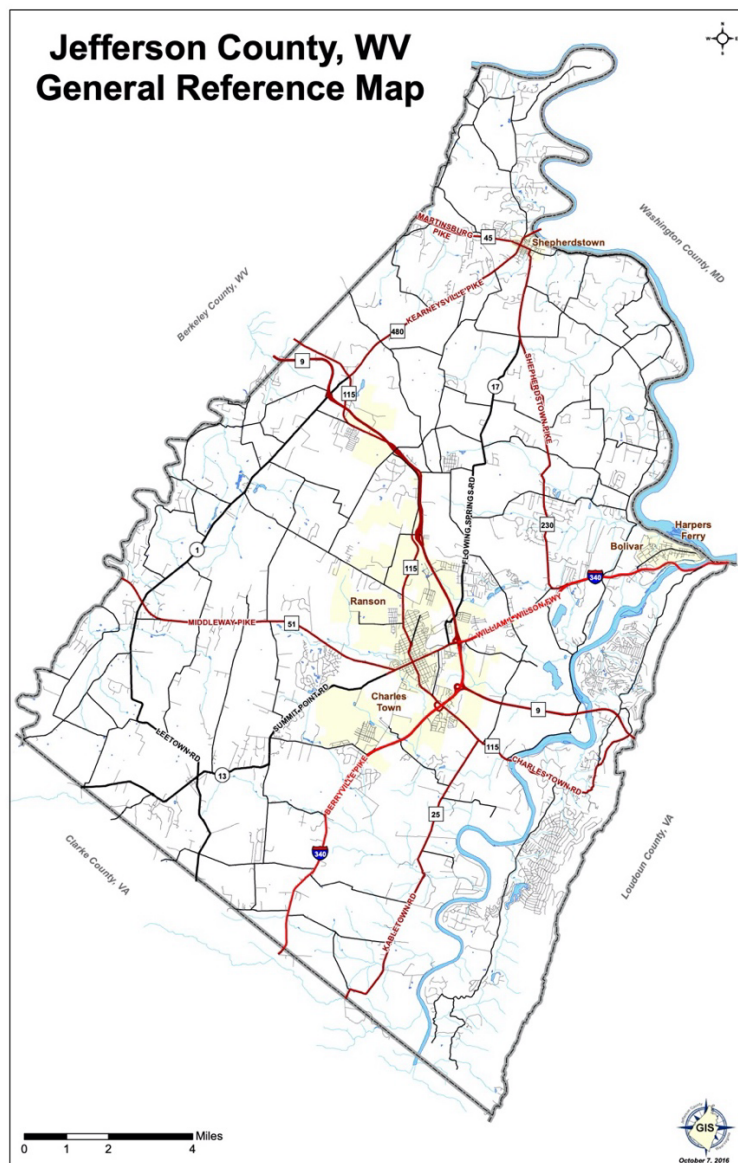 Jefferson County, WV
General Reference Map
N
W
E
S
Washington County, MD
MARTINSBURG
PIKE
45
Shepherdstown
Berkeley County, WV
KEARNEYSVILLE PIKE
480
9
115
17
SHEPHERDSTOWN PIKE
FLOWING SPRINGS RD
230
Harpers
Ferry
Bolivar
1
115
340
Ranson
WILLIAM L WILSON FWY
MIDDLEWAY PIKE
51
SUMMIT POINT RD
Charles
Town
9
LEETOWN RD
115
CHARLES TOWN RD
13
BERRYVILLE PIKE
25
340
Clarke County, VA
Loudoun County, VA
KABLETOWN RD
0 1 2 4 Miles
GIS
October 7, 2016